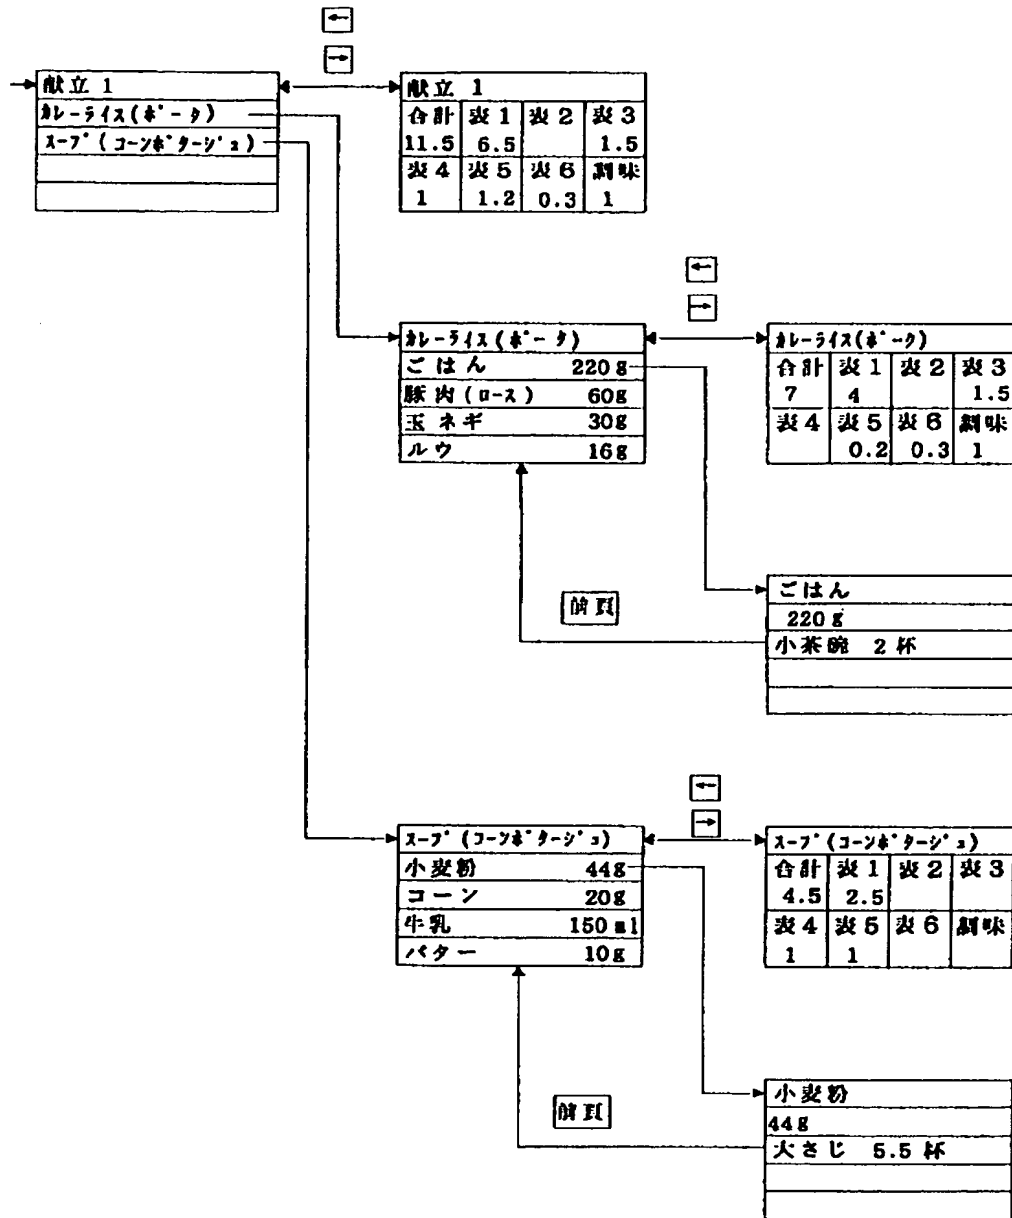 ←
→
献立 1
カレーライス(ポーク)
スープ(コーンポタージュ)
献立 1
合計 表1 表2 表3
11.5 6.5 1.5
表4 表5 表6 調味
1 1.2 0.3 1
←
→
カレーライス(ポーク)
ごはん 220g
豚肉(ロース) 60g
玉ネギ 30g
ルウ 16g
カレーライス(ポーク)
合計 表1 表2 表3
7 4 1.5
表4 表5 表6 調味
0.2 0.3 1
前頁
ごはん
220g
小茶碗 2杯
←
→
スープ(コーンポタージュ)
小麦粉 44g
コーン 20g
牛乳 150ml
バター 10g
スープ(コーンポタージュ)
合計 表1 表2 表3
4.5 2.5
表4 表5 表6 調味
1 1
前頁
小麦粉
44g
大さじ 5.5杯